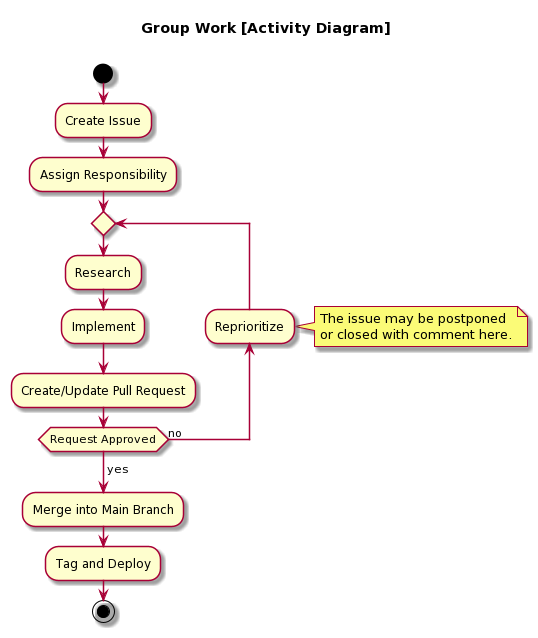 Group Work [Activity Diagram]
Create Issue
Assign Responsibility
Research
Implement
Reprioritize
The issue may be postponed
or closed with comment here.
Create/Update Pull Request
Request Approved
no
yes
Merge into Main Branch
Tag and Deploy